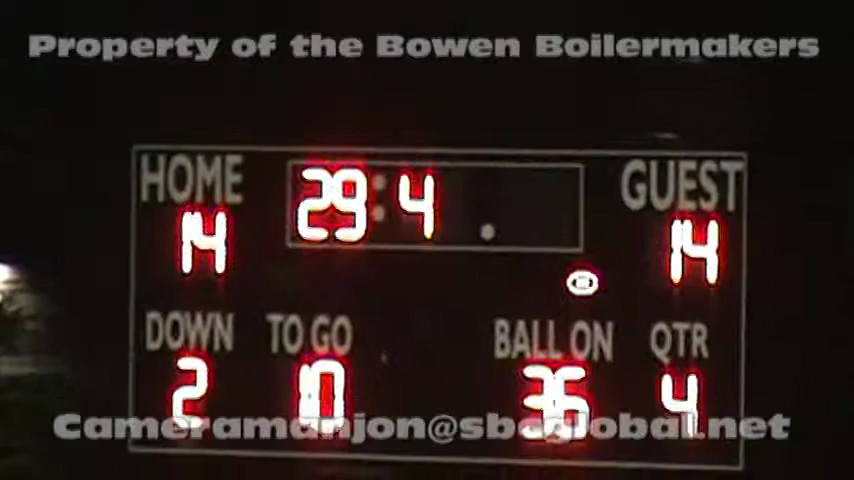 Property of the Bowen Boilermakers
HOME 29:4 GUEST
14 14
DOWN TO GO BALL ON QTR
2 10 36 4
Cameramanjon@sbcglobal.net